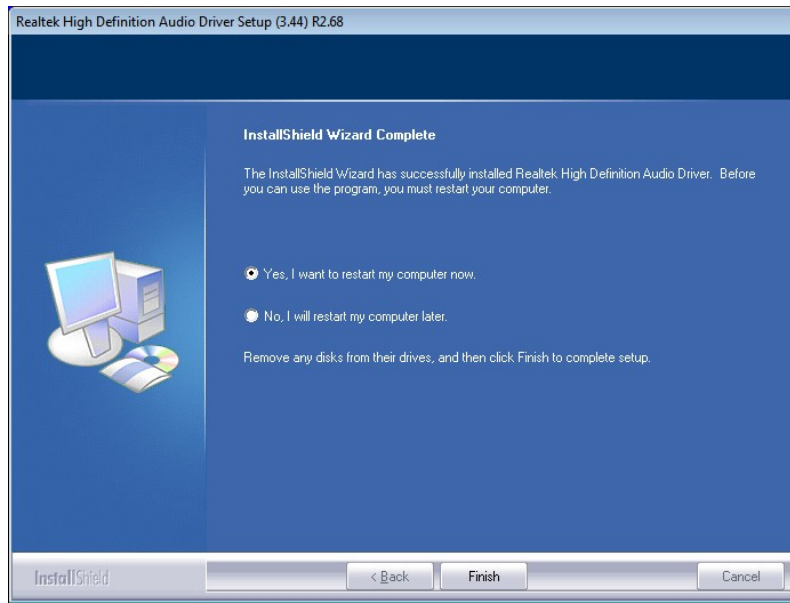 Realtek High Definition Audio Driver Setup (3.44) R2.68
InstallShield Wizard Complete
The InstallShield Wizard has successfully installed Realtek High Definition Audio Driver. Before
you can use the program, you must restart your computer.
Yes, I want to restart my computer now.
No, I will restart my computer later.
Remove any disks from their drives, and then click Finish to complete setup.
InstallShield
< Back
Finish
Cancel